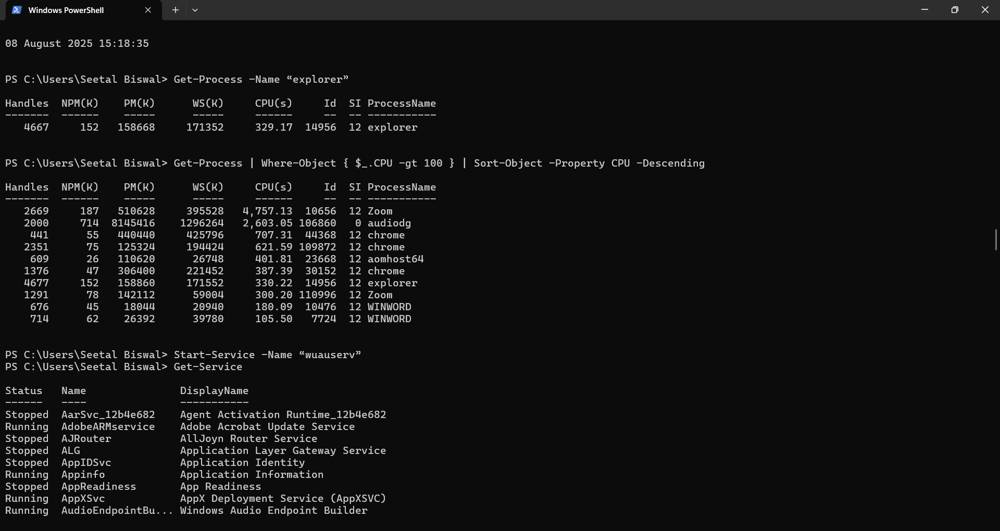 Windows PowerShell
08 August 2025 15:18:35
PS C:\Users\Seetal Biswal> Get-Process -Name “explorer”
Handles  NPM(K)    PM(K)      WS(K)     CPU(s)     Id  SI ProcessName
-------  ------    -----      -----     ------     --  -- -----------
   4667     152   158668     171352     329.17  14956  12 explorer
PS C:\Users\Seetal Biswal> Get-Process | Where-Object { $_.CPU -gt 100 } | Sort-Object -Property CPU -Descending
Handles  NPM(K)    PM(K)      WS(K)     CPU(s)     Id  SI ProcessName
-------  ------    -----      -----     ------     --  -- -----------
   2669     187   510628     395528   4,757.13  10656  12 Zoom
   2000     714  8145416    1296264   2,603.05 106860   0 audiodg
    441      55   440440     425796     707.31  44368  12 chrome
   2351      75   125324     194424     621.59 109872  12 chrome
    609      26   110620      26748     401.81  23668  12 aomhost64
   1376      47   306400     221452     387.39  30152  12 chrome
   4677     152   158860     171552     330.22  14956  12 explorer
   1291      78   142112      59004     300.20 110996  12 Zoom
    676      45    18044      20940     180.09  10476  12 WINWORD
    714      62    26392      39780     105.50   7724  12 WINWORD
PS C:\Users\Seetal Biswal> Start-Service -Name “wuauserv”
PS C:\Users\Seetal Biswal> Get-Service
Status   Name               DisplayName
------   ----               -----------
Stopped  AarSvc_12b4e682    Agent Activation Runtime_12b4e682
Running  AdobeARMservice    Adobe Acrobat Update Service
Stopped  AJRouter           AllJoyn Router Service
Stopped  ALG                Application Layer Gateway Service
Stopped  AppIDSvc           Application Identity
Running  Appinfo            Application Information
Stopped  AppReadiness       App Readiness
Running  AppXSvc            AppX Deployment Service (AppXSVC)
Running  AudioEndpointBu... Windows Audio Endpoint Builder